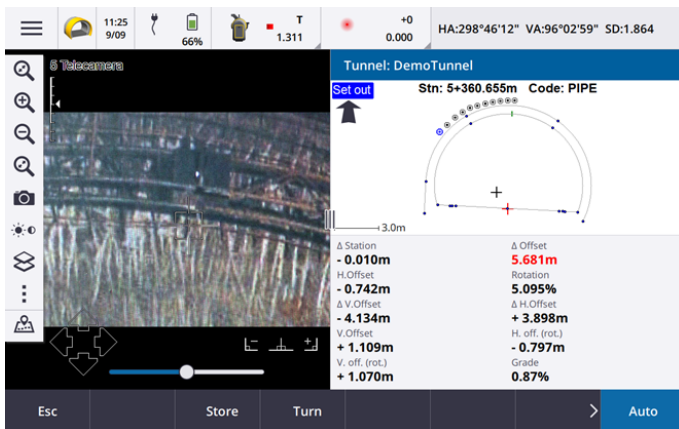 11:25
9/09
66%
T
1.311
+0
0.000
HA:298°46'12" VA:96°02'59" SD:1.864
5 Telecamera
Tunnel: DemoTunnel
Set out
Stn: 5+360.655m Code: PIPE
3.0m
Δ Station
- 0.010m
Δ Offset
5.681m
H.Offset
- 0.742m
Rotation
5.095%
Δ V.Offset
- 4.134m
Δ H.Offset
+ 3.898m
V.Offset
+ 1.109m
H. off. (rot.)
- 0.797m
V. off. (rot.)
+ 1.070m
Grade
0.87%
Esc
Store
Turn
Auto